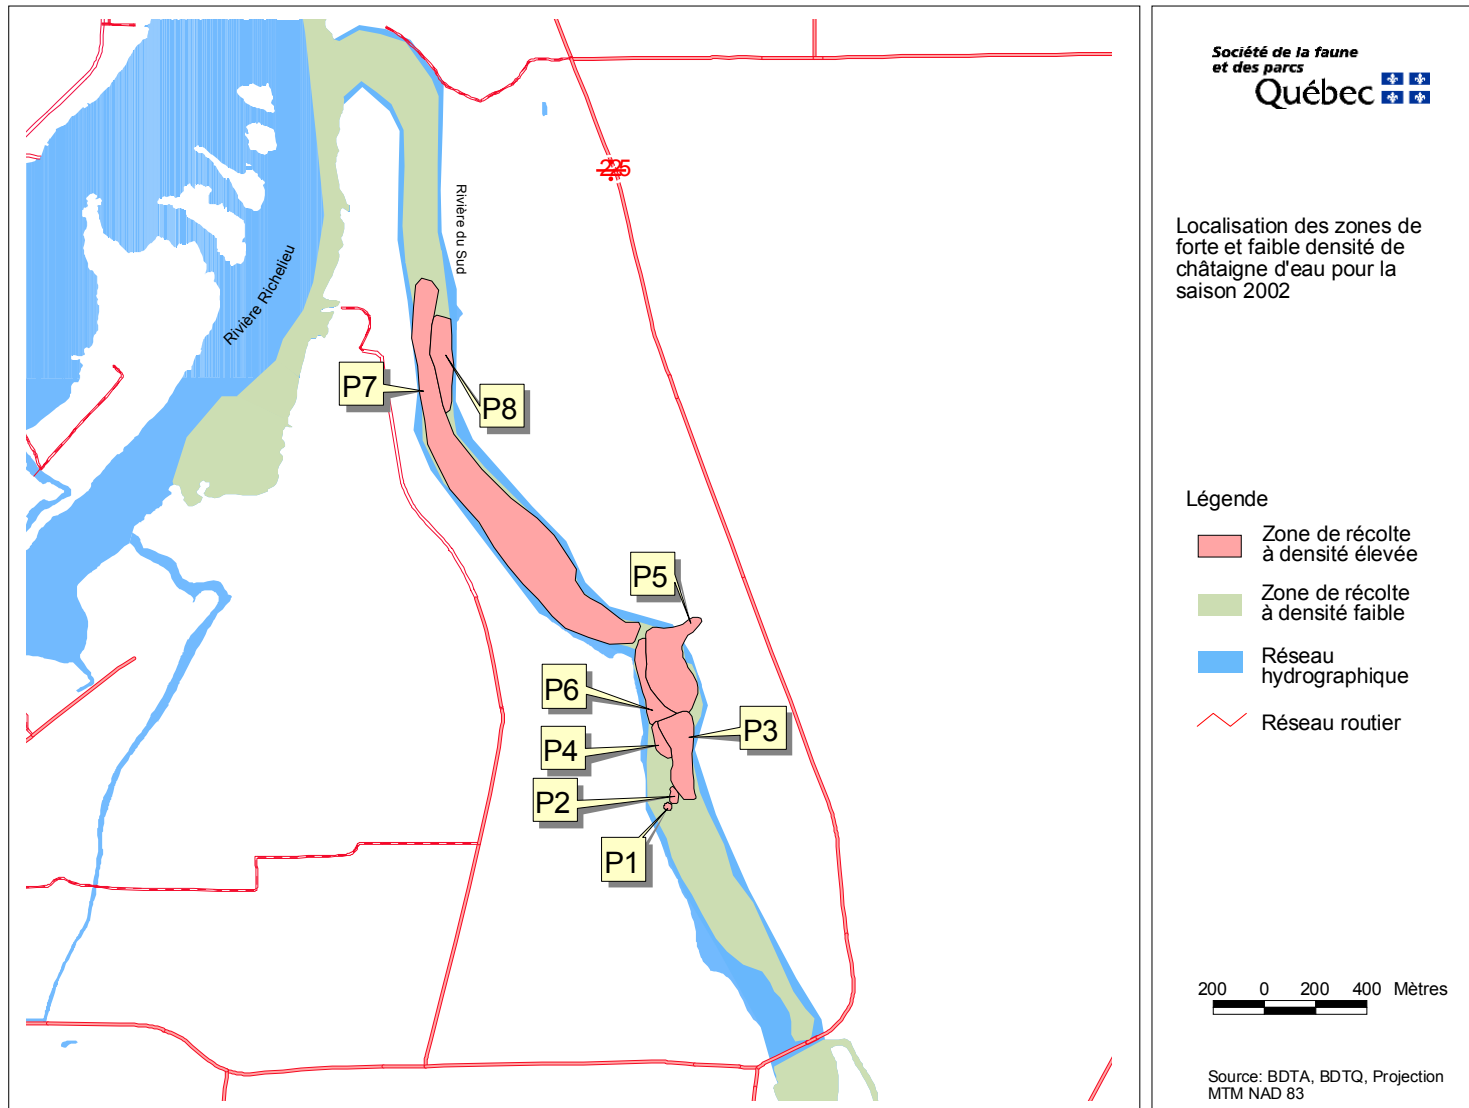 Société de la faune
et des parcs
Québec
Localisation des zones de
forte et faible densité de
châtaigne d'eau pour la
saison 2002
Légende
Zone de récolte
à densité élevée
Zone de récolte
à densité faible
Réseau
hydrographique
Réseau routier
200 0 200 400 Mètres
Source: BDTA, BDTQ, Projection
MTM NAD 83
225
Rivière du Sud
Rivière Richelieu
P7
P8
P5
P6
P3
P4
P2
P1